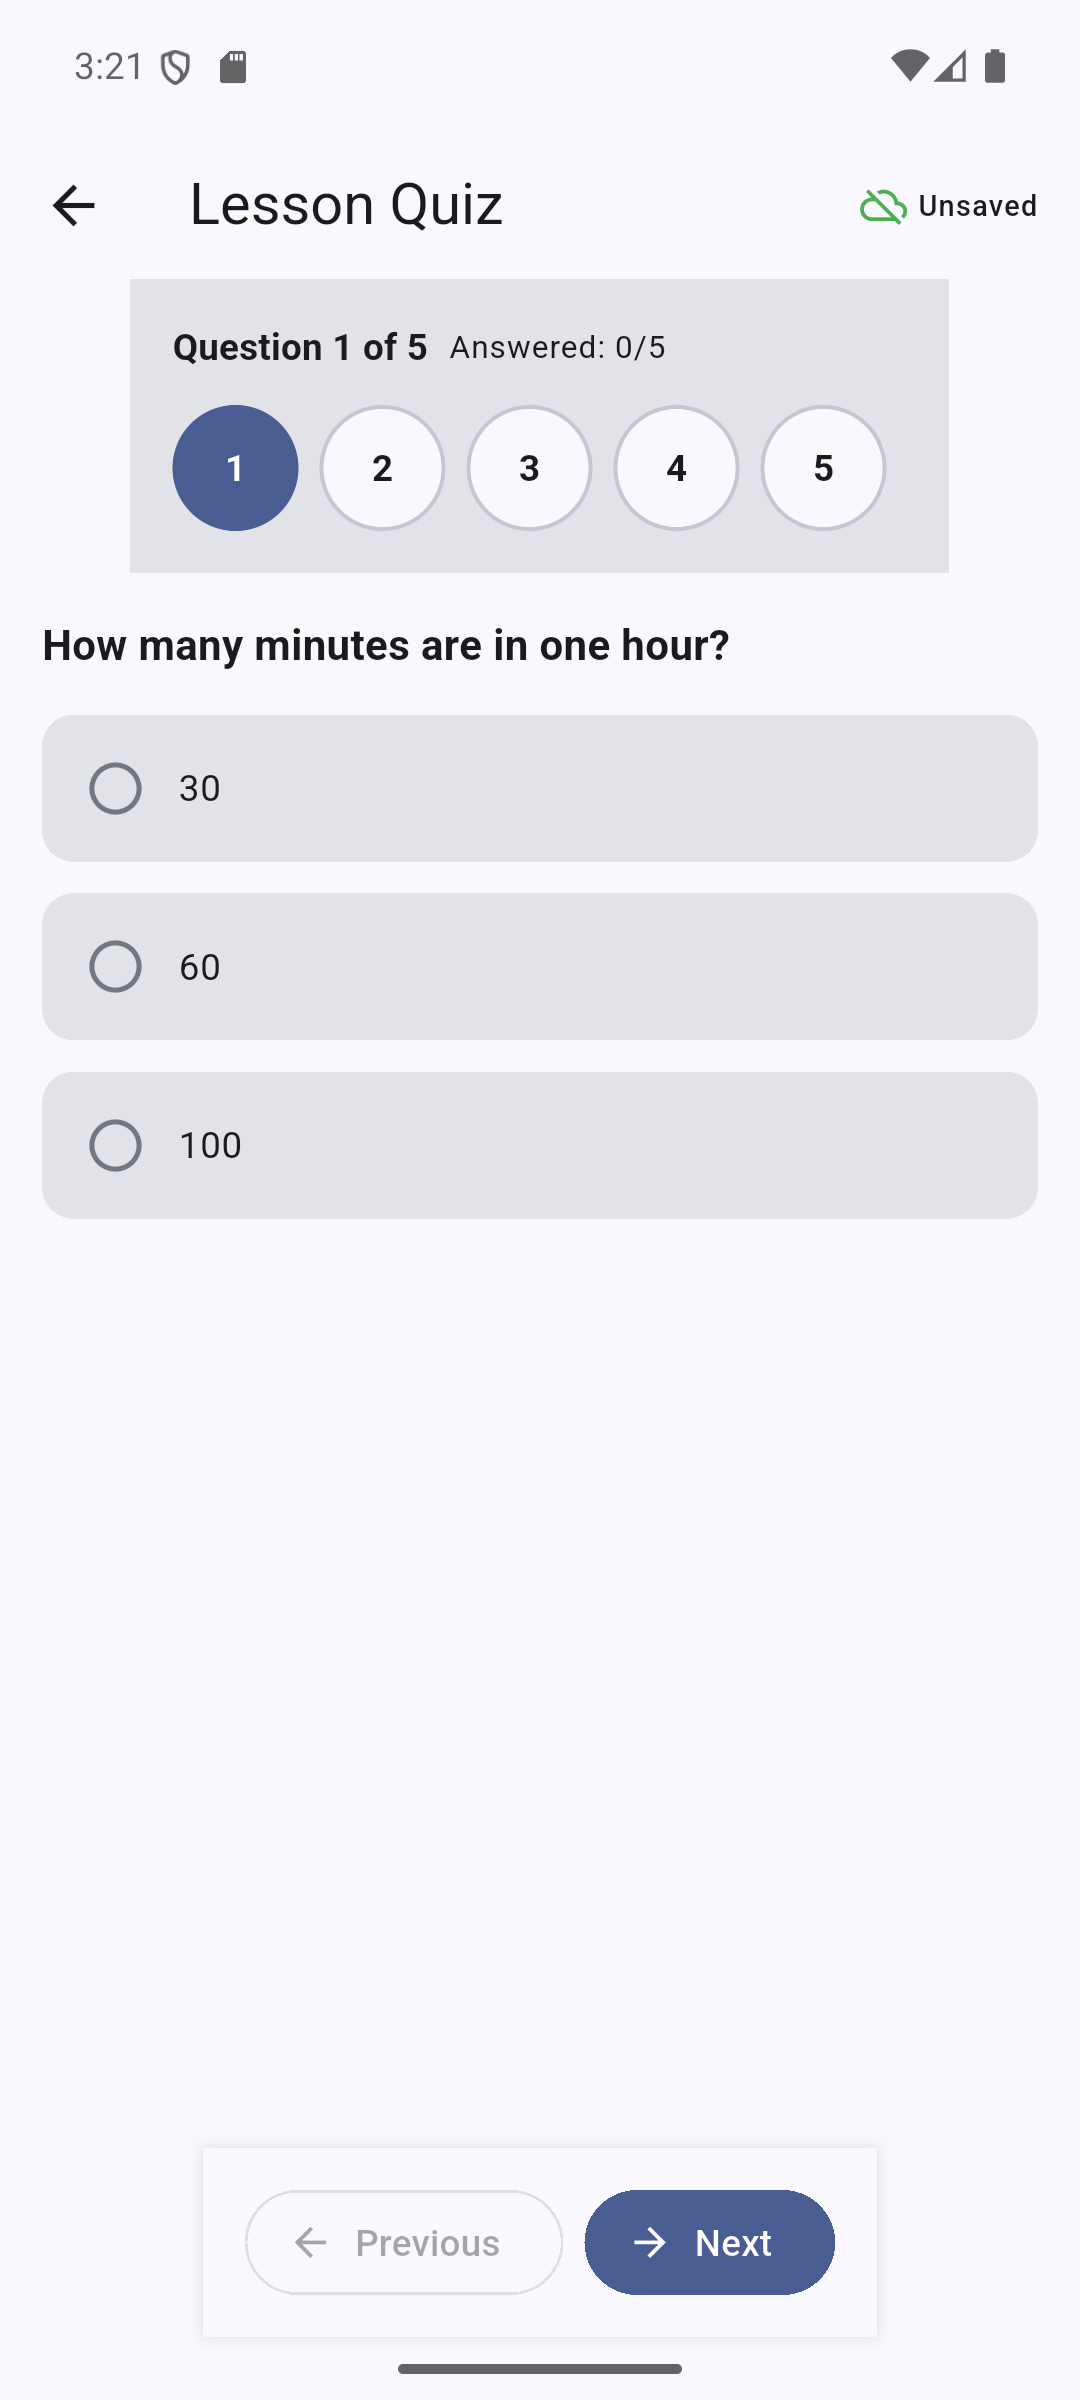 3:21
Lesson Quiz
Unsaved
Question 1 of 5 Answered: 0/5
1 2 3 4 5
How many minutes are in one hour?
30
60
100
Previous
Next